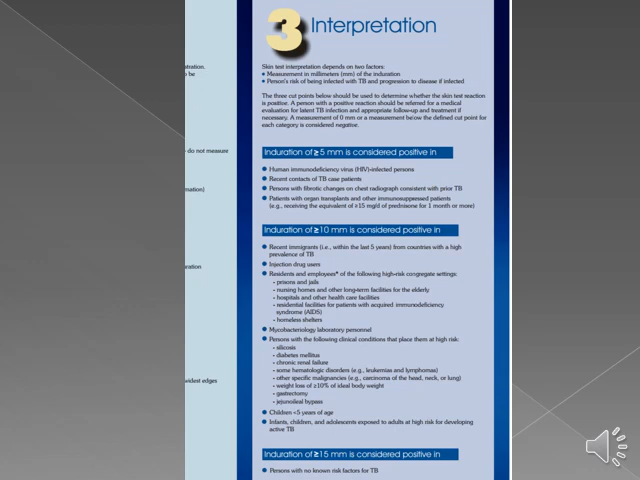 3 Interpretation
stration.
o be
- do not measure
mation)
uration
widest edges
Skin test interpretation depends on two factors:
• Measurement in millimeters (mm) of the induration
• Person's risk of being infected with TB and progression to disease if infected
The three cut points below should be used to determine whether the skin test reaction
is positive. A person with a positive reaction should be referred for a medical
evaluation for latent TB infection and appropriate follow-up and treatment if
necessary. A measurement of 0 mm or a measurement below the defined cut point for
each category is considered negative.
Induration of ≥5 mm is considered positive in
• Human immunodeficiency virus (HIV)-infected persons
• Recent contacts of TB case patients
• Persons with fibrotic changes on chest radiograph consistent with prior TB
• Patients with organ transplants and other immunosuppressed patients
(e.g., receiving the equivalent of ≥15 mg/d of prednisone for 1 month or more)
Induration of ≥10 mm is considered positive in
• Recent immigrants (i.e., within the last 5 years) from countries with a high
prevalence of TB
• Injection drug users
• Residents and employees* of the following high-risk congregate settings:
- prisons and jails
- nursing homes and other long-term facilities for the elderly
- hospitals and other health care facilities
- residential facilities for patients with acquired immunodeficiency
syndrome (AIDS)
- homeless shelters
• Mycobacteriology laboratory personnel
• Persons with the following clinical conditions that place them at high risk:
- silicosis
- diabetes mellitus
- chronic renal failure
- some hematologic disorders (e.g., leukemias and lymphomas)
- other specific malignancies (e.g., carcinoma of the head, neck, or lung)
- weight loss of ≥10% of ideal body weight
- gastrectomy
- jejunoileal bypass
• Children <5 years of age
• Infants, children, and adolescents exposed to adults at high risk for developing
active TB
Induration of ≥15 mm is considered positive in
• Persons with no known risk factors for TB